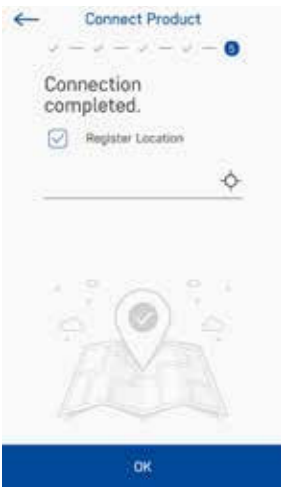 Connect Product
5
Connection
completed.
Register Location
OK